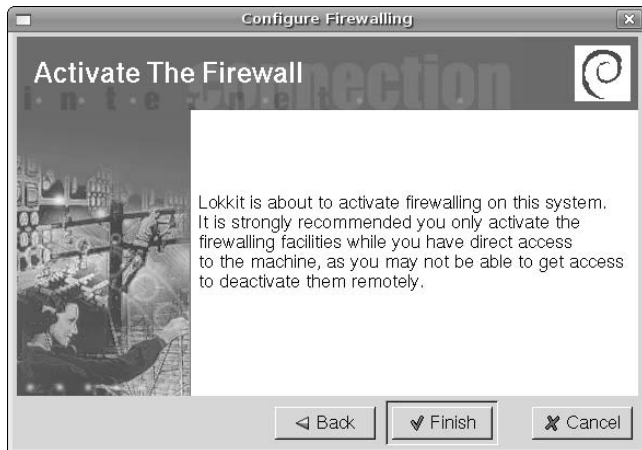 Configure Firewalling
Activate The Firewall
connection
i n t e r n e t
Lokkit is about to activate firewalling on this system.
It is strongly recommended you only activate the
firewalling facilities while you have direct access
to the machine, as you may not be able to get access
to deactivate them remotely.
Back
Finish
Cancel